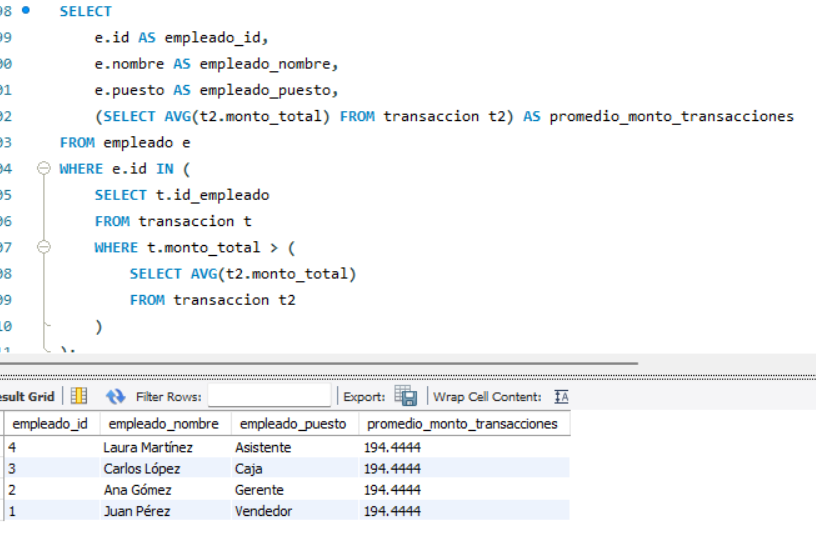 98 SELECT
99 e.id AS empleado_id,
00 e.nombre AS empleado_nombre,
01 e.puesto AS empleado_puesto,
02 (SELECT AVG(t2.monto_total) FROM transaccion t2) AS promedio_monto_transacciones
03 FROM empleado e
04 WHERE e.id IN (
05 SELECT t.id_empleado
06 FROM transaccion t
07 WHERE t.monto_total > (
08 SELECT AVG(t2.monto_total)
09 FROM transaccion t2
10 )
11 );
esult Grid Filter Rows: Export: Wrap Cell Content: IA
empleado_id empleado_nombre empleado_puesto promedio_monto_transacciones
4 Laura Martínez Asistente 194.4444
3 Carlos López Caja 194.4444
2 Ana Gómez Gerente 194.4444
1 Juan Pérez Vendedor 194.4444